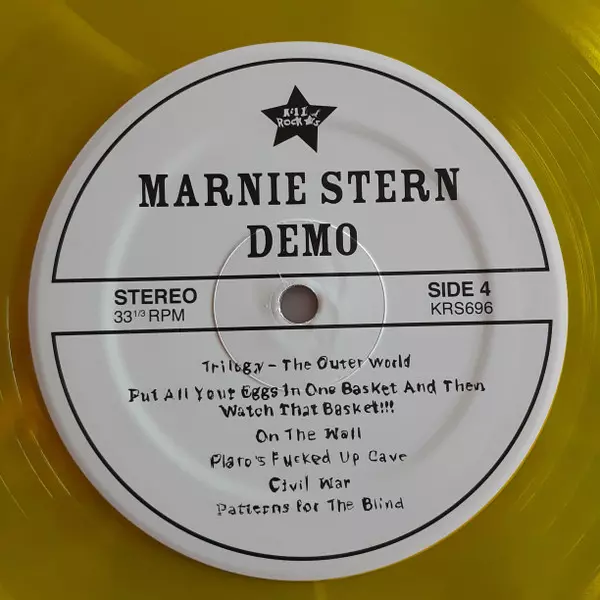 KILL
ROCK★S
MARNIE STERN
DEMO
STEREO
33 1/3 RPM
SIDE 4
KRS696
Trilogy - The Outer World
Put All Your Eggs In One Basket And Then
Watch That Basket!!!
On The Wall
Plato's Fucked Up Cave
Civil War
Patterns for The Blind